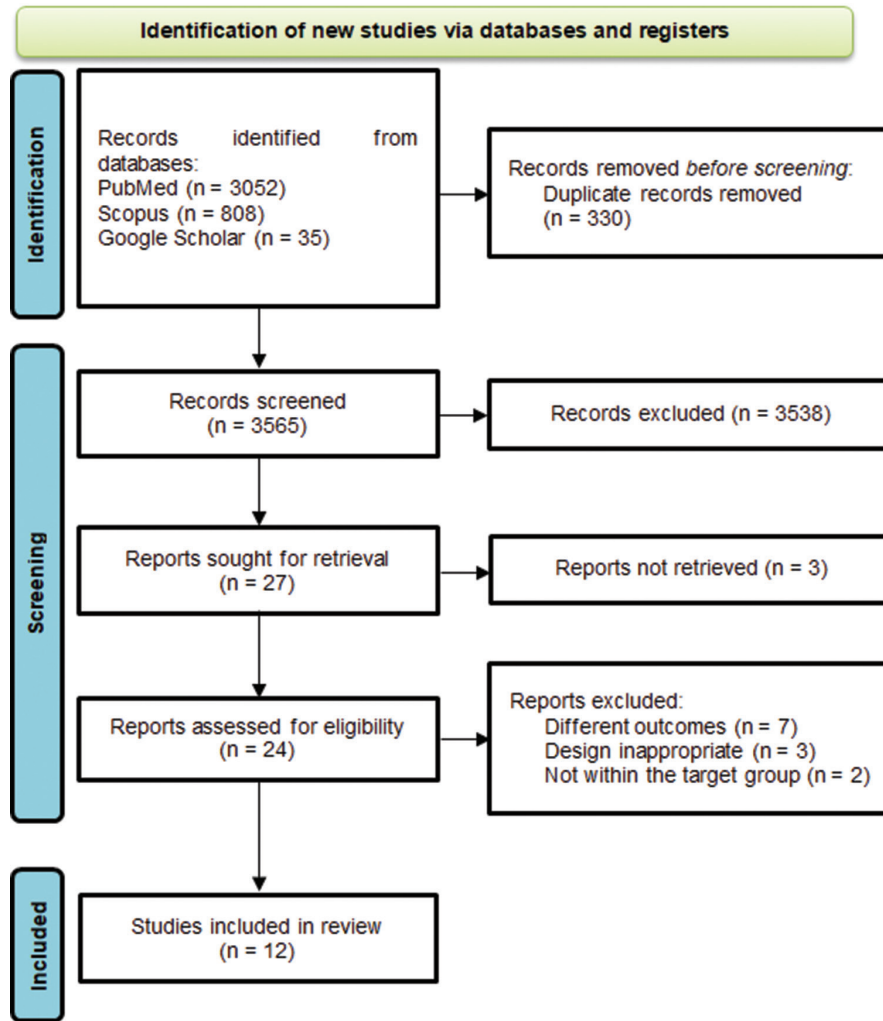 Identification of new studies via databases and registers
Identification
Records identified from
databases:
PubMed (n = 3052)
Scopus (n = 808)
Google Scholar (n = 35)
Records removed before screening:
Duplicate records removed
(n = 330)
Screening
Records screened
(n = 3565)
Records excluded (n = 3538)
Reports sought for retrieval
(n = 27)
Reports not retrieved (n = 3)
Reports assessed for eligibility
(n = 24)
Reports excluded:
Different outcomes (n = 7)
Design inappropriate (n = 3)
Not within the target group (n = 2)
Included
Studies included in review
(n = 12)